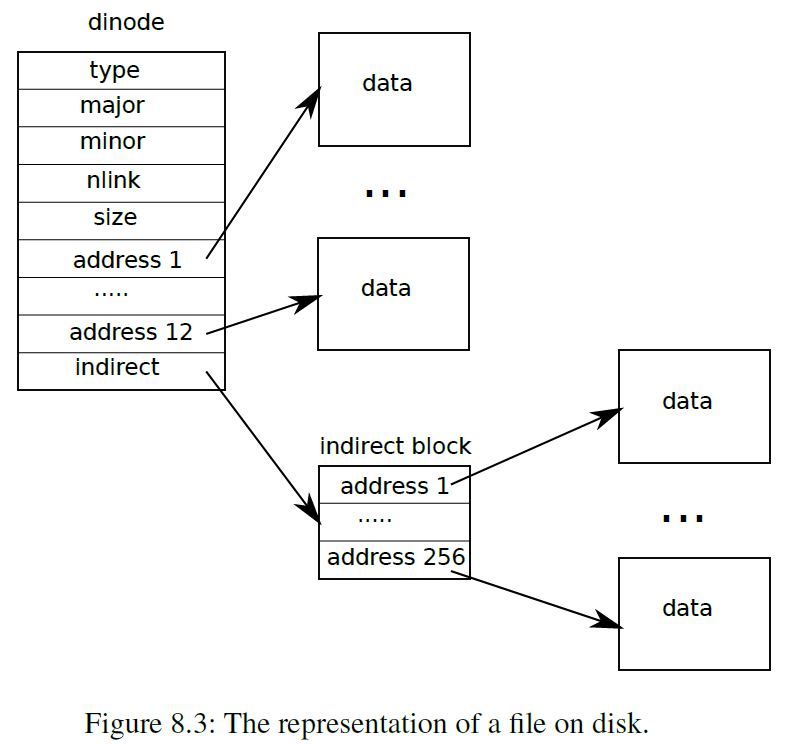 dinode
type
major
minor
nlink
size
address 1
.....
address 12
indirect
data
...
data
indirect block
address 1
.....
address 256
data
...
data
Figure 8.3: The representation of a file on disk.